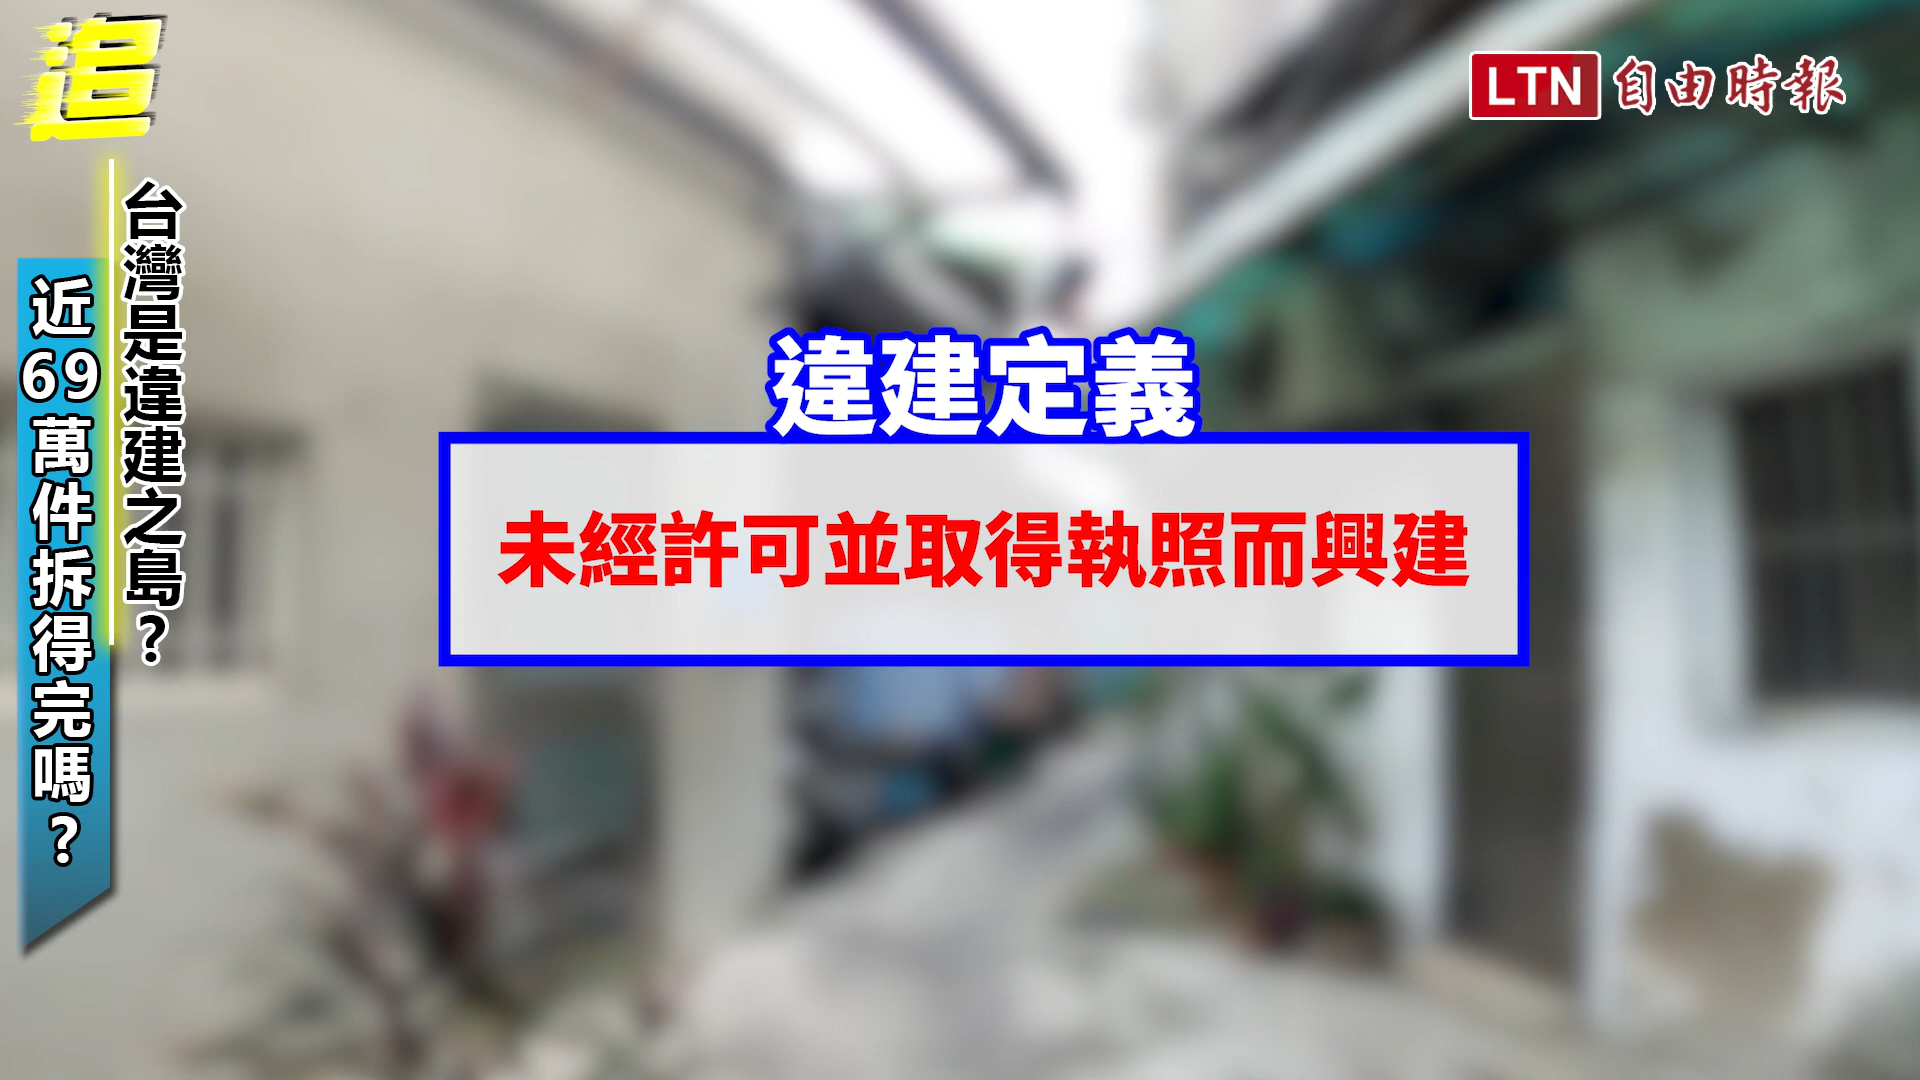 追
LTN 自由時報
台灣是違建之島?
近69萬件拆得完嗎?
違建定義
未經許可並取得執照而興建